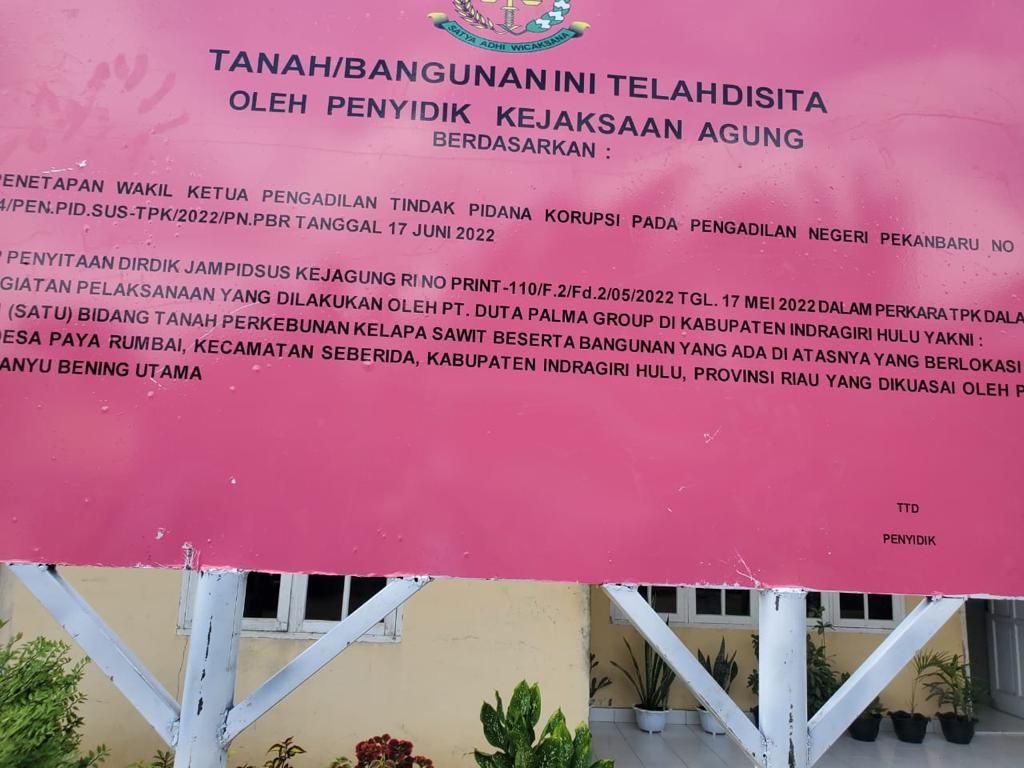 SATYA ADHI WICAKSANA
TANAH/BANGUNAN INI TELAH DISITA
OLEH PENYIDIK KEJAKSAAN AGUNG
BERDASARKAN :
PENETAPAN WAKIL KETUA PENGADILAN TINDAK PIDANA KORUPSI PADA PENGADILAN NEGERI PEKANBARU NO
4/PEN.PID.SUS-TPK/2022/PN.PBR TANGGAL 17 JUNI 2022
PENYITAAN DIRDIK JAMPIDSUS KEJAGUNG RI NO PRINT-110/F.2/Fd.2/05/2022 TGL. 17 MEI 2022 DALAM PERKARA TPK DALA
GIATAN PELAKSANAAN YANG DILAKUKAN OLEH PT. DUTA PALMA GROUP DI KABUPATEN INDRAGIRI HULU YAKNI :
(SATU) BIDANG TANAH PERKEBUNAN KELAPA SAWIT BESERTA BANGUNAN YANG ADA DI ATASNYA YANG BERLOKASI
DESA PAYA RUMBAI, KECAMATAN SEBERIDA, KABUPATEN INDRAGIRI HULU, PROVINSI RIAU YANG DIKUASAI OLEH P
ANYU BENING UTAMA
TTD
PENYIDIK